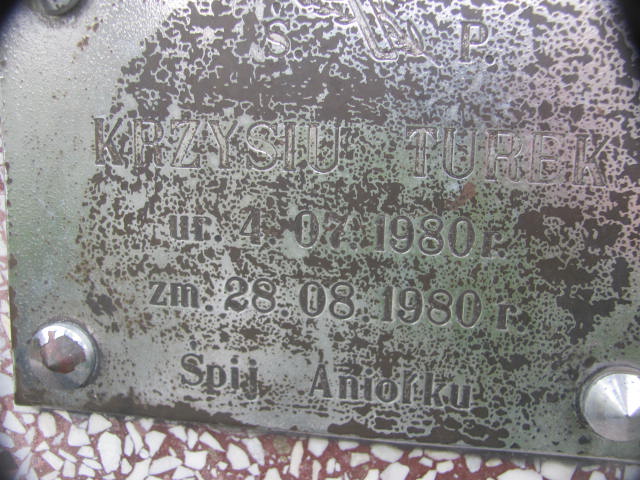 S. P.
KRZYSIU TUREK
ur. 4. 07. 1980 r.
zm. 28. 08. 1980 r.
Śpij Aniołku